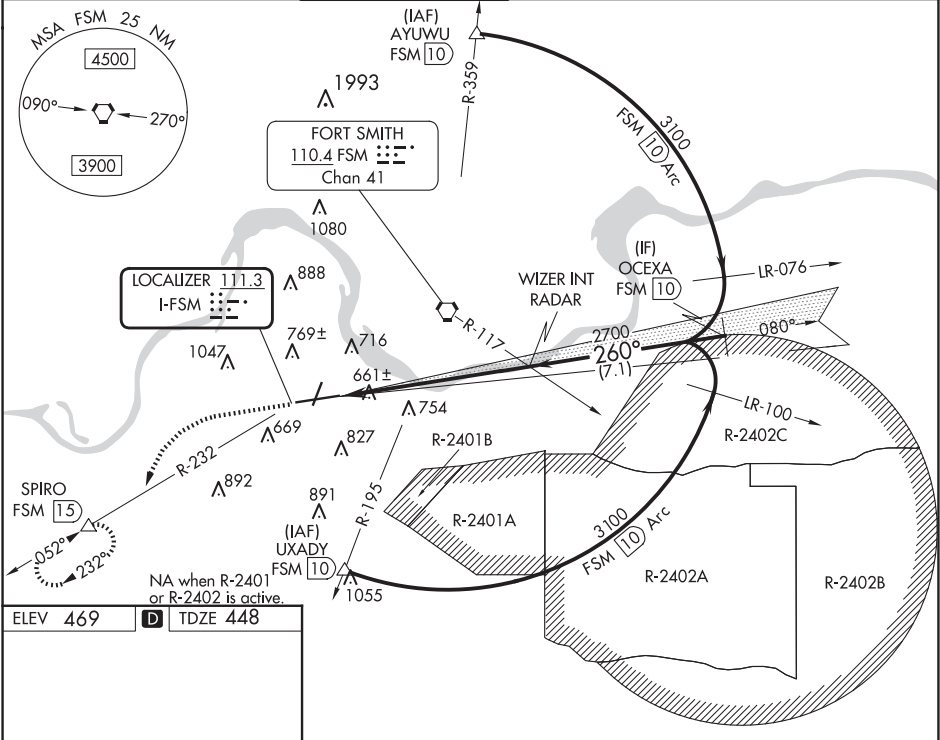 MSA FSM 25 NM
4500
090°
270°
3900
(IAF)
AYUWU
FSM 10
R-359
1993
FORT SMITH
110.4 FSM
Chan 41
3100
FSM 10 Arc
1080
(IF)
OCEXA
FSM 10
LR-076
LOCALIZER 111.3
I-FSM
888
WIZER INT
RADAR
R-117
2700
260°
(7.1)
080°
1047
769±
716
661±
754
LR-100
R-2402C
669
827
R-2401B
R-232
892
R-195
SPIRO
FSM 15
891
R-2401A
052°
232°
(IAF)
UXADY
FSM 10
3100
FSM 10 Arc
R-2402A
R-2402B
1055
NA when R-2401
or R-2402 is active.
ELEV 469
D
TDZE 448